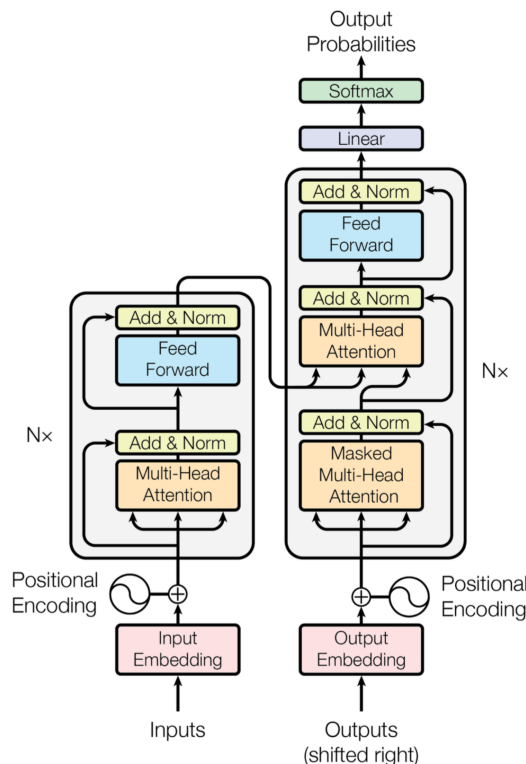 Output
Probabilities
Softmax
Linear
Add & Norm
Feed
Forward
Add & Norm
Multi-Head
Attention
Add & Norm
Masked
Multi-Head
Attention
N×
Add & Norm
Feed
Forward
Add & Norm
Multi-Head
Attention
N×
Positional
Encoding
Positional
Encoding
Input
Embedding
Output
Embedding
Inputs
Outputs
(shifted right)